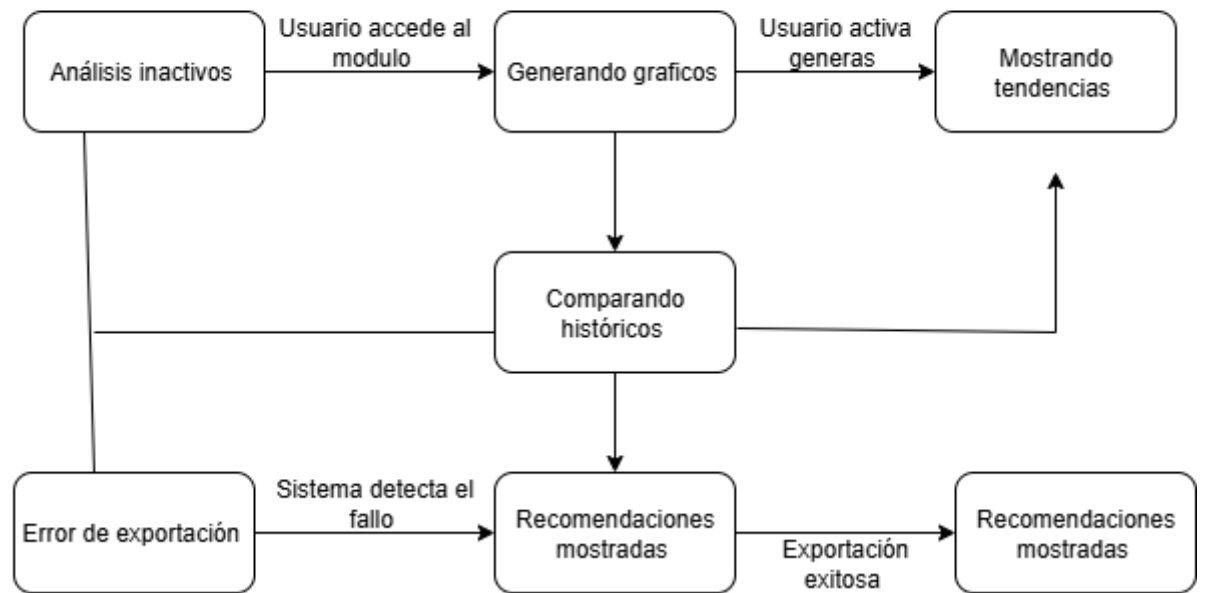 Análisis inactivos
Usuario accede al
modulo
Generando graficos
Usuario activa
generas
Mostrando
tendencias
Comparando
históricos
Error de exportación
Sistema detecta el
fallo
Recomendaciones
mostradas
Exportación
exitosa
Recomendaciones
mostradas